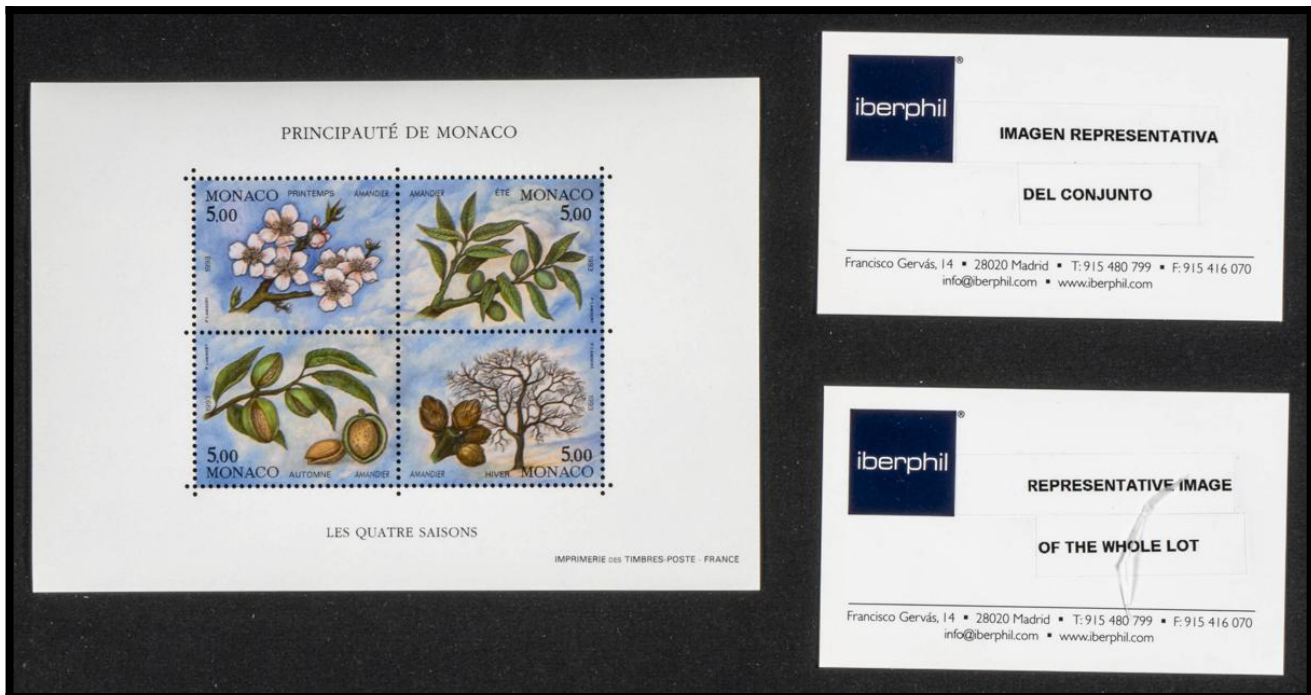 PRINCIPAUTÉ DE MONACO
MONACO PRINTEMPS AMANDIER
5,00
1993
AMANDIER ÉTÉ MONACO
5,00
1993
1993
5,00
MONACO AUTOMNE AMANDIER
1993
5,00
AMANDIER HIVER MONACO
LES QUATRE SAISONS
IMPRIMERIE DES TIMBRES-POSTE - FRANCE
iberphil®
IMAGEN REPRESENTATIVA
DEL CONJUNTO
Francisco Gervás, 14 ▪ 28020 Madrid ▪ T: 915 480 799 ▪ F: 915 416 070
info@iberphil.com ▪ www.iberphil.com
iberphil®
REPRESENTATIVE IMAGE
OF THE WHOLE LOT
Francisco Gervás, 14 ▪ 28020 Madrid ▪ T: 915 480 799 ▪ F: 915 416 070
info@iberphil.com ▪ www.iberphil.com